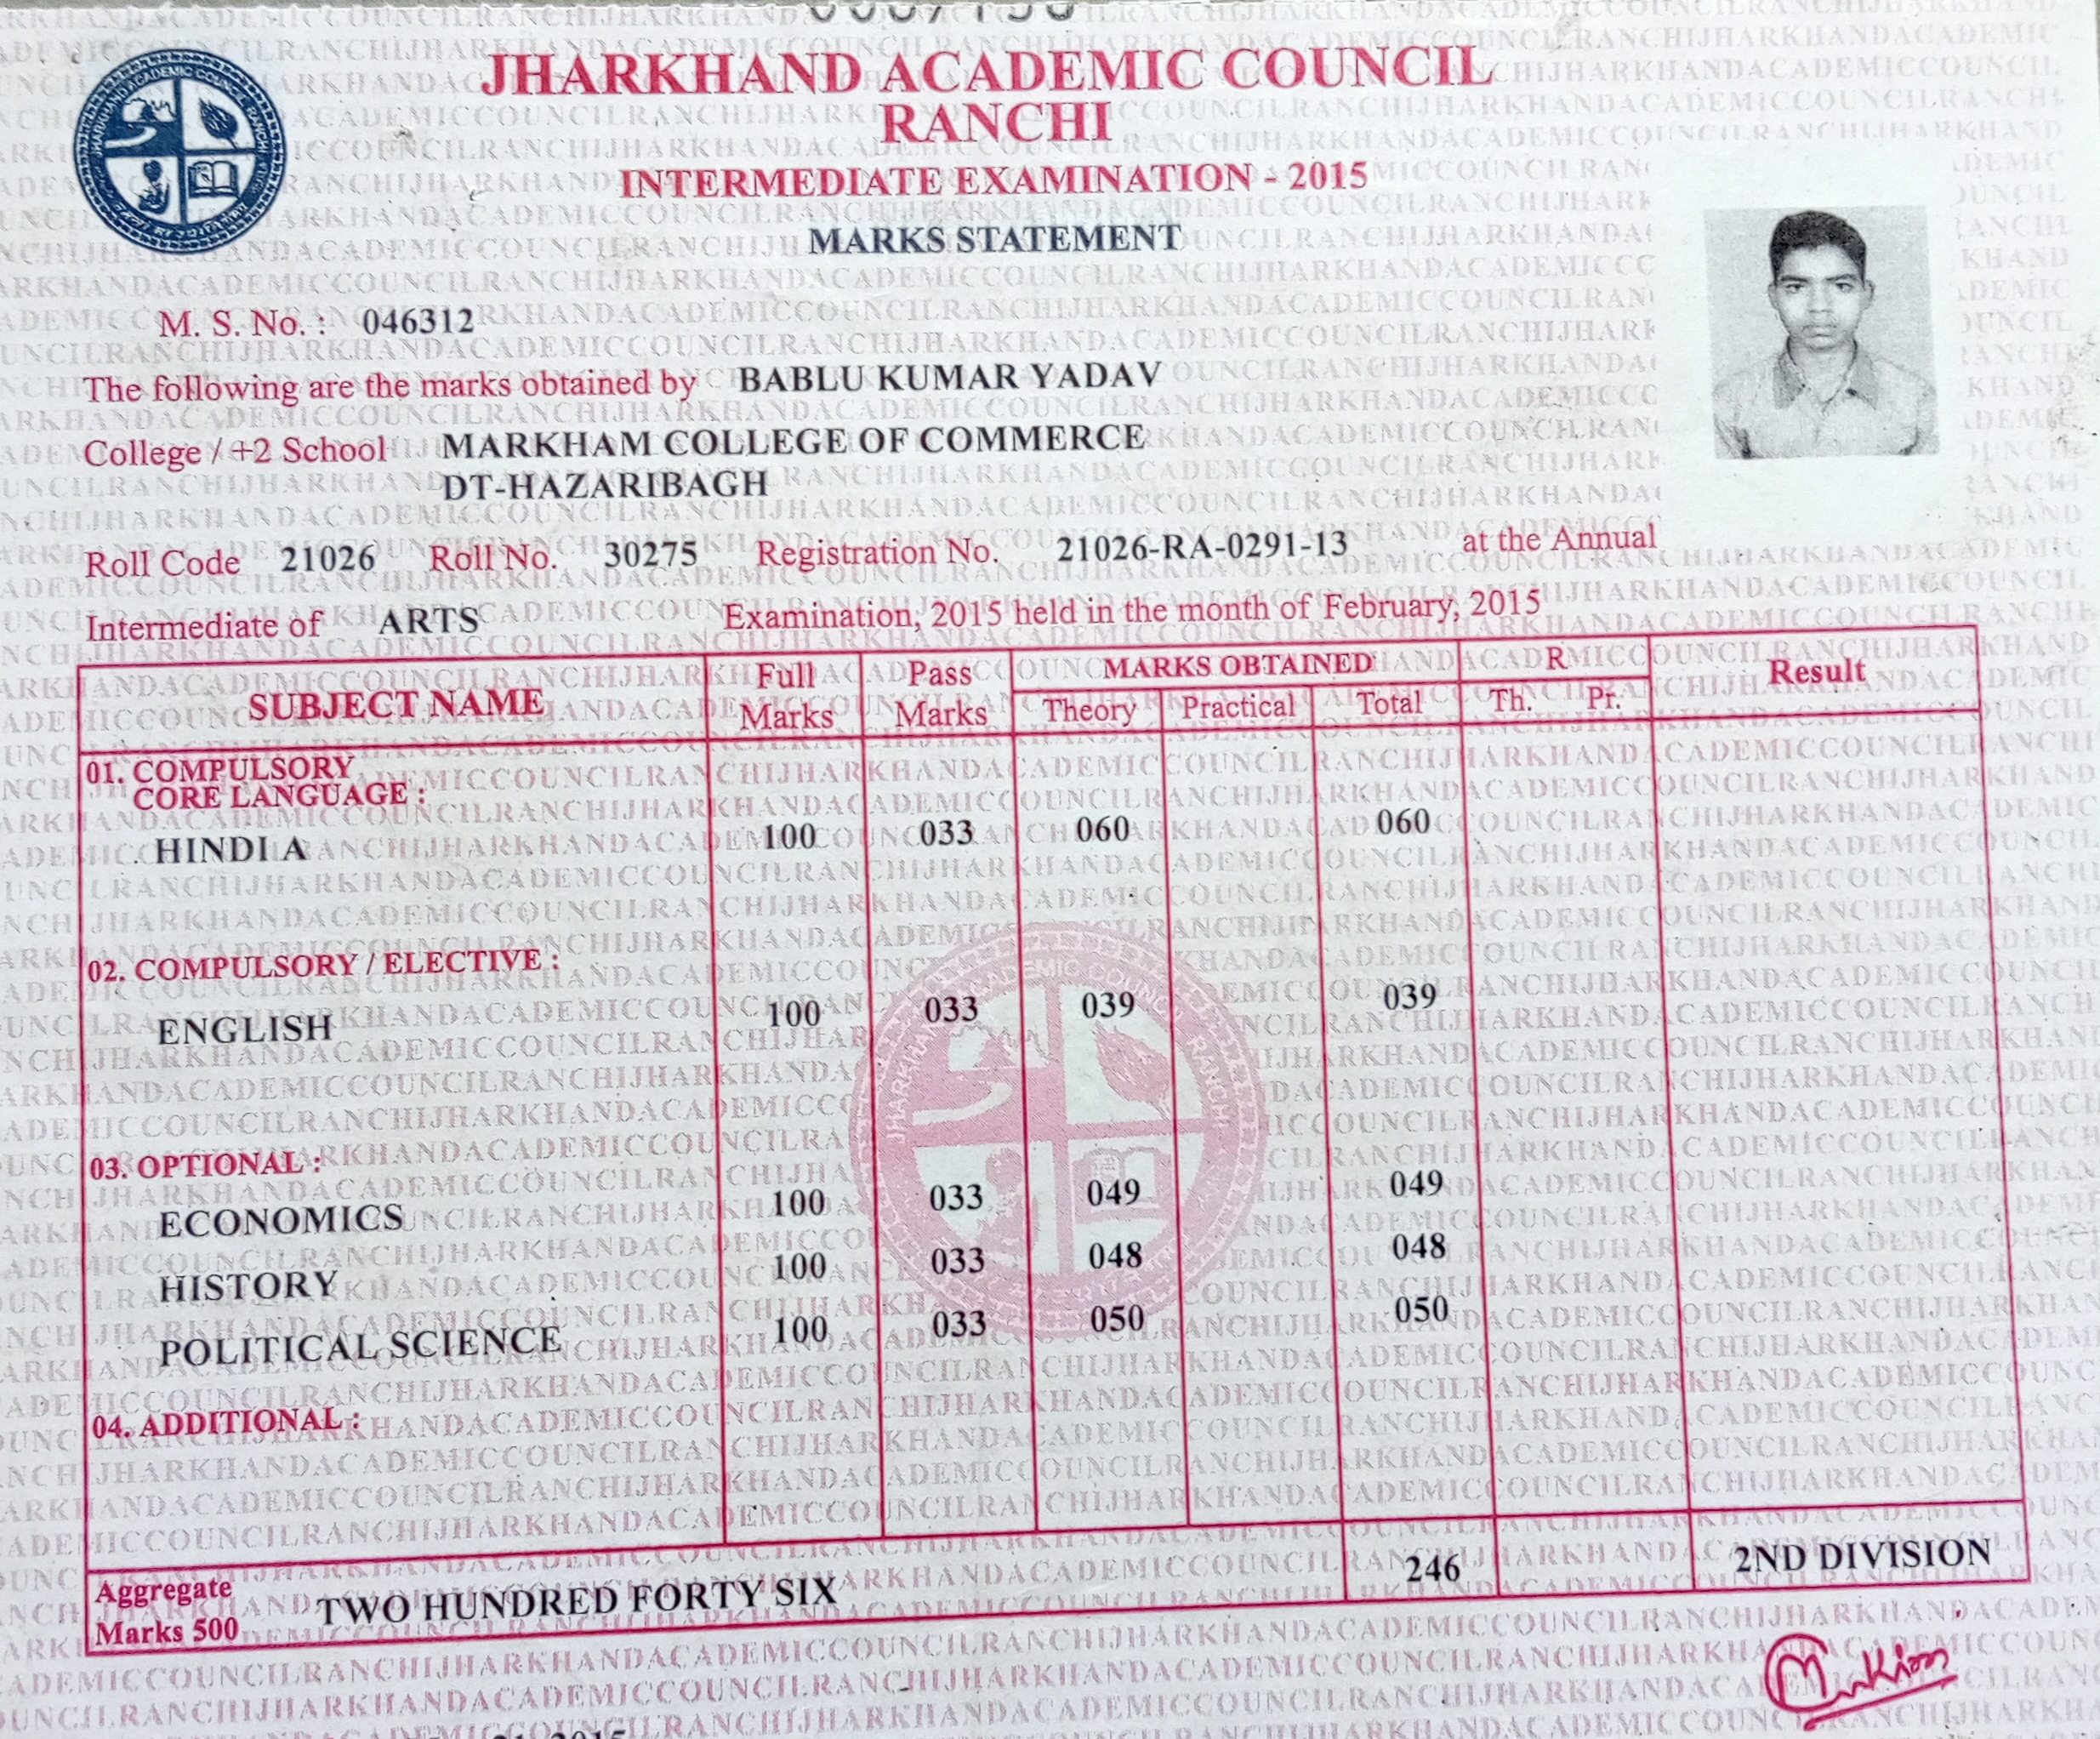 JHARKHAND ACADEMIC COUNCIL
RANCHI
INTERMEDIATE EXAMINATION - 2015
MARKS STATEMENT
M. S. No. : 046312
The following are the marks obtained by BABLU KUMAR YADAV
College / +2 School MARKHAM COLLEGE OF COMMERCE
DT-HAZARIBAGH
Roll Code 21026 Roll No. 30275 Registration No. 21026-RA-0291-13 at the Annual
Intermediate of ARTS Examination, 2015 held in the month of February, 2015
SUBJECT NAME Full Marks Pass Marks MARKS OBTAINED R Result
Theory Practical Total Th. Pr.
01. COMPULSORY
CORE LANGUAGE :
HINDI A 100 033 060 060
02. COMPULSORY / ELECTIVE :
ENGLISH 100 033 039 039
03. OPTIONAL :
ECONOMICS 100 033 049 049
HISTORY 100 033 048 048
POLITICAL SCIENCE 100 033 050 050
04. ADDITIONAL :
Aggregate
Marks 500 TWO HUNDRED FORTY SIX 246 2ND DIVISION